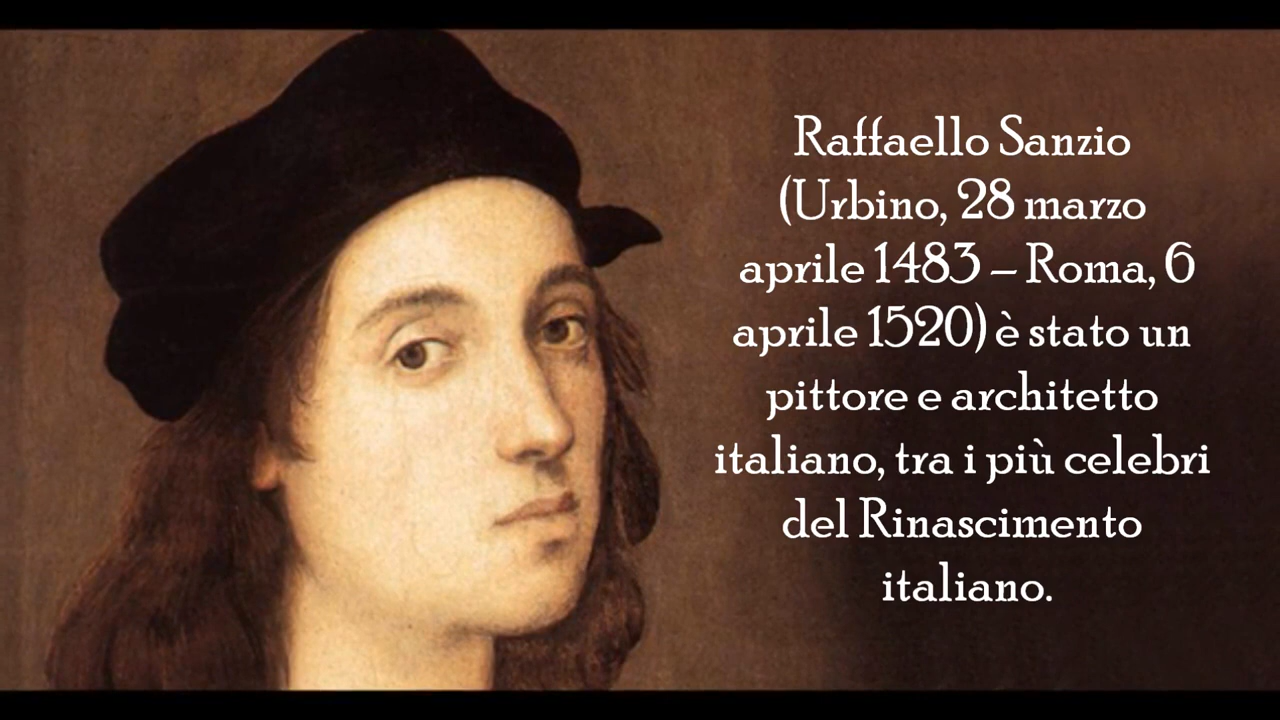 Raffaello Sanzio
(Urbino, 28 marzo
aprile 1483 – Roma, 6
aprile 1520) è stato un
pittore e architetto
italiano, tra i più celebri
del Rinascimento
italiano.